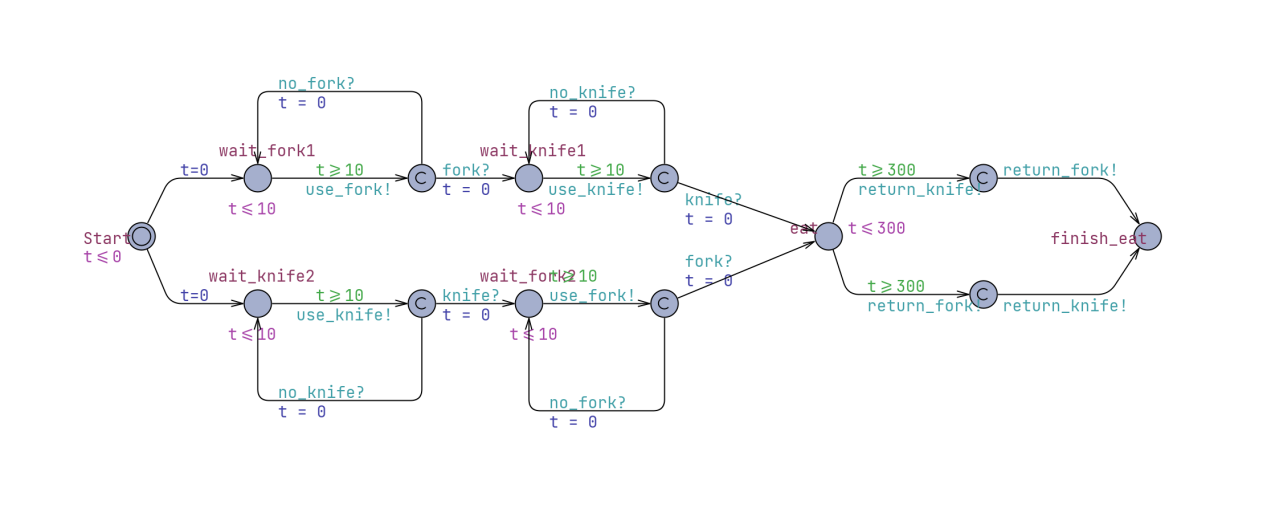 no_fork?
t = 0
no_knife?
t = 0
wait_fork1
wait_knife1
t=0
t⩾10
use_fork!
C
fork?
t = 0
t⩾10
use_knife!
C
t⩾300
return_knife!
C
return_fork!
t⩽10
t⩽10
knife?
t = 0
Start
t⩽0
eat
t⩽300
finish_eat
wait_knife2
wait_fork2
fork?
t = 0
t=0
t⩾10
use_knife!
C
knife?
t = 0
t⩾10
use_fork!
C
t⩾300
return_fork!
C
return_knife!
t⩽10
t⩽10
no_knife?
t = 0
no_fork?
t = 0